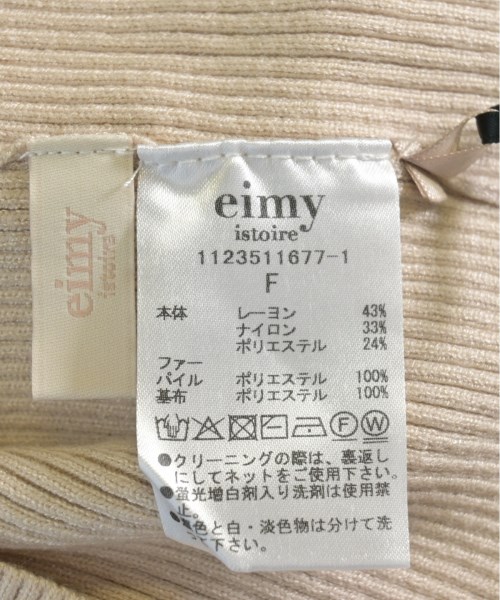 eimy
istoire
eimy
istoire
1123511677-1
F
本体 レーヨン 43%
ナイロン 33%
ポリエステル 24%
ファー
パイル ポリエステル 100%
基布 ポリエステル 100%
F W
●クリーニングの際は、裏返し
にしてネットをご使用下さい。
●蛍光増白剤入り洗剤は使用禁
止。
色と白・淡色物は分けて洗
って下さい。